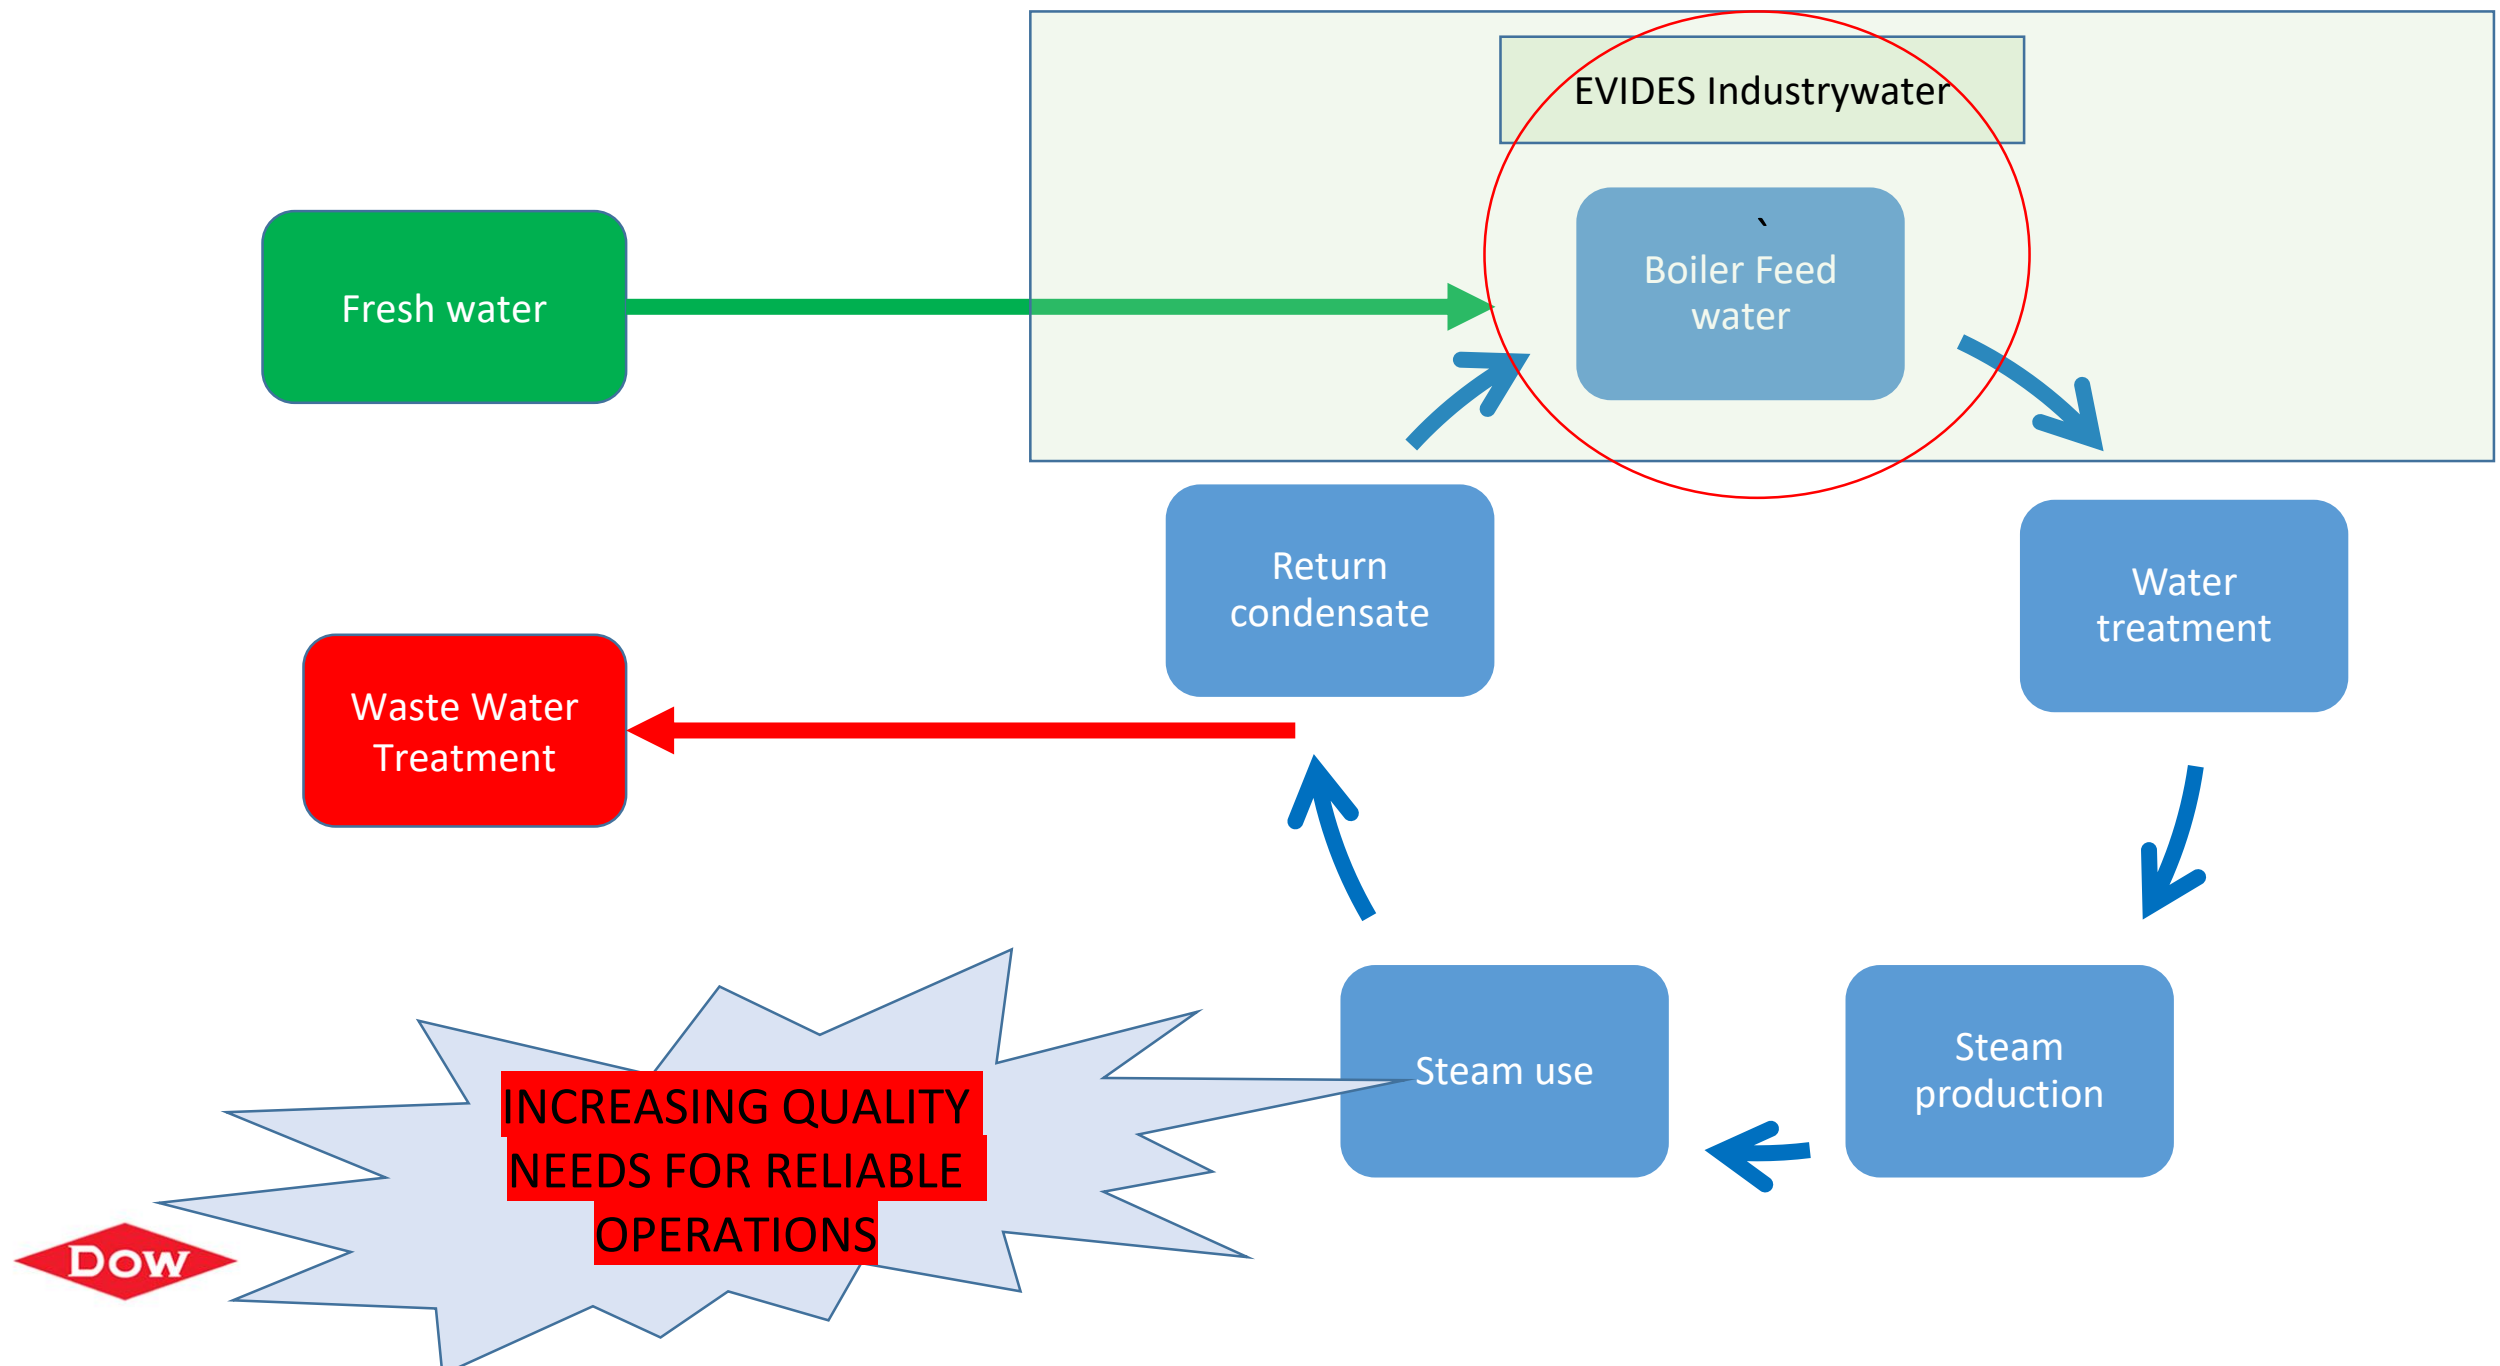 EVIDES Industrywater
`
Boiler Feed
water
Fresh water
Return
condensate
Water
treatment
Waste Water
Treatment
Steam use
Steam
production
INCREASING QUALITY
NEEDS FOR RELIABLE
OPERATIONS
DOW